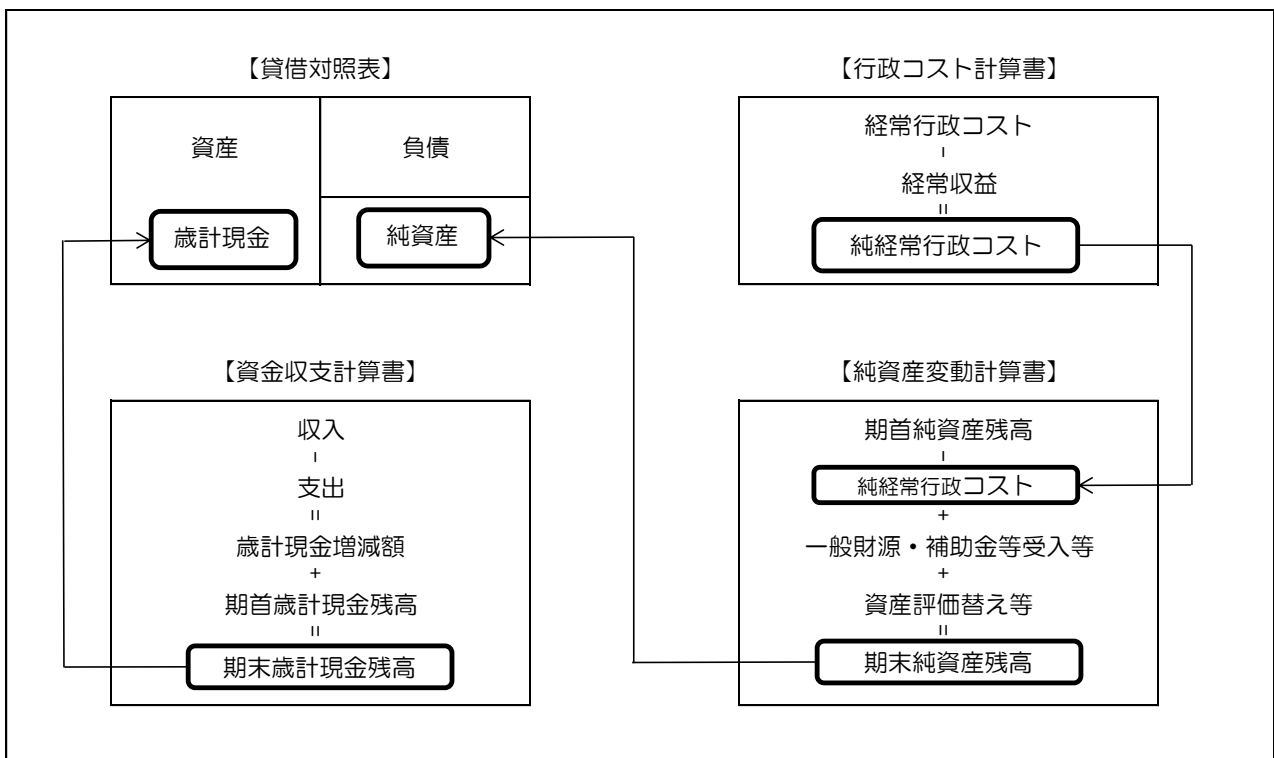 【貸借対照表】
資産
負債
歳計現金
純資産
【行政コスト計算書】
経常行政コスト
-
経常収益
=
純経常行政コスト
【資金収支計算書】
収入
-
支出
=
歳計現金増減額
+
期首歳計現金残高
=
期末歳計現金残高
【純資産変動計算書】
期首純資産残高
-
純経常行政コスト
+
一般財源・補助金等受入等
+
資産評価替え等
=
期末純資産残高